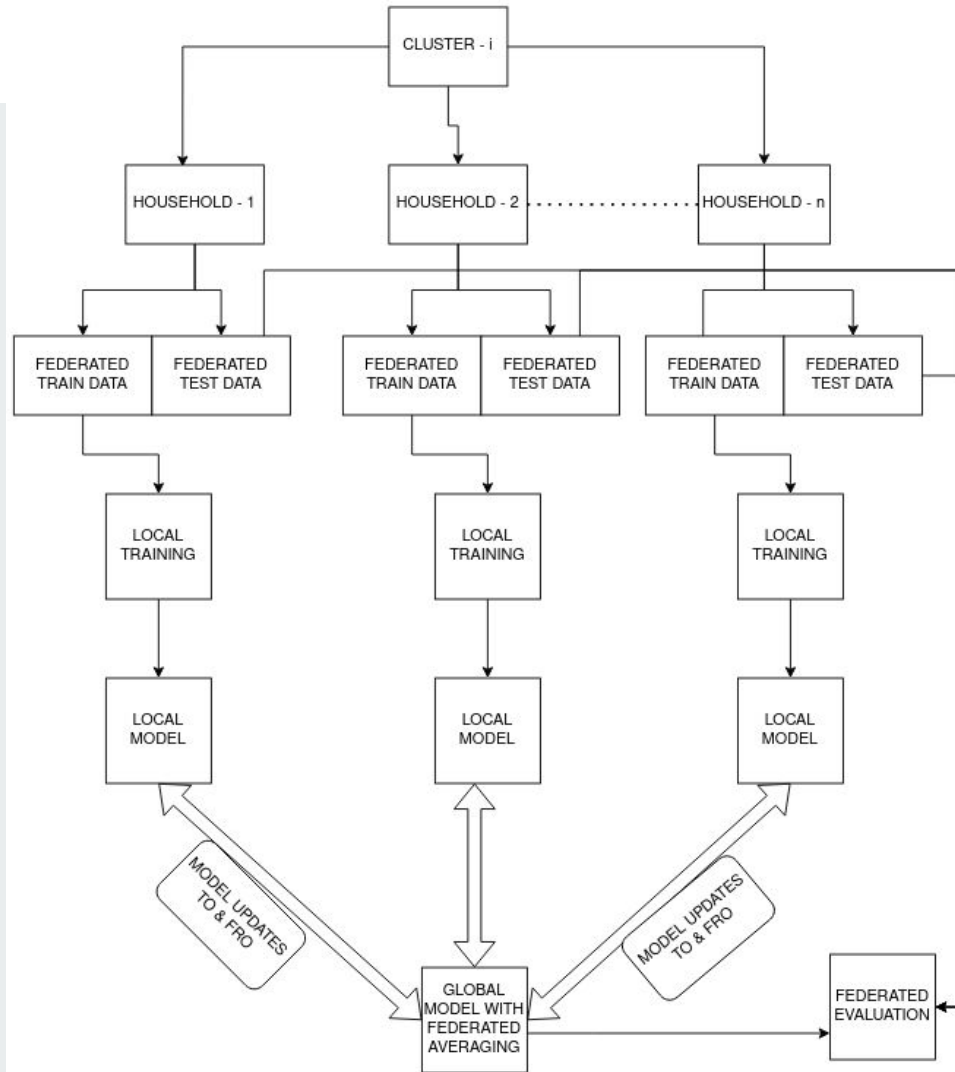 CLUSTER - i
HOUSEHOLD - 1
HOUSEHOLD - 2
HOUSEHOLD - n
FEDERATED
TRAIN DATA
FEDERATED
TEST DATA
FEDERATED
TRAIN DATA
FEDERATED
TEST DATA
FEDERATED
TRAIN DATA
FEDERATED
TEST DATA
LOCAL
TRAINING
LOCAL
TRAINING
LOCAL
TRAINING
LOCAL
MODEL
LOCAL
MODEL
LOCAL
MODEL
MODEL UPDATES
TO & FRO
MODEL UPDATES
TO & FRO
GLOBAL
MODEL WITH
FEDERATED
AVERAGING
FEDERATED
EVALUATION